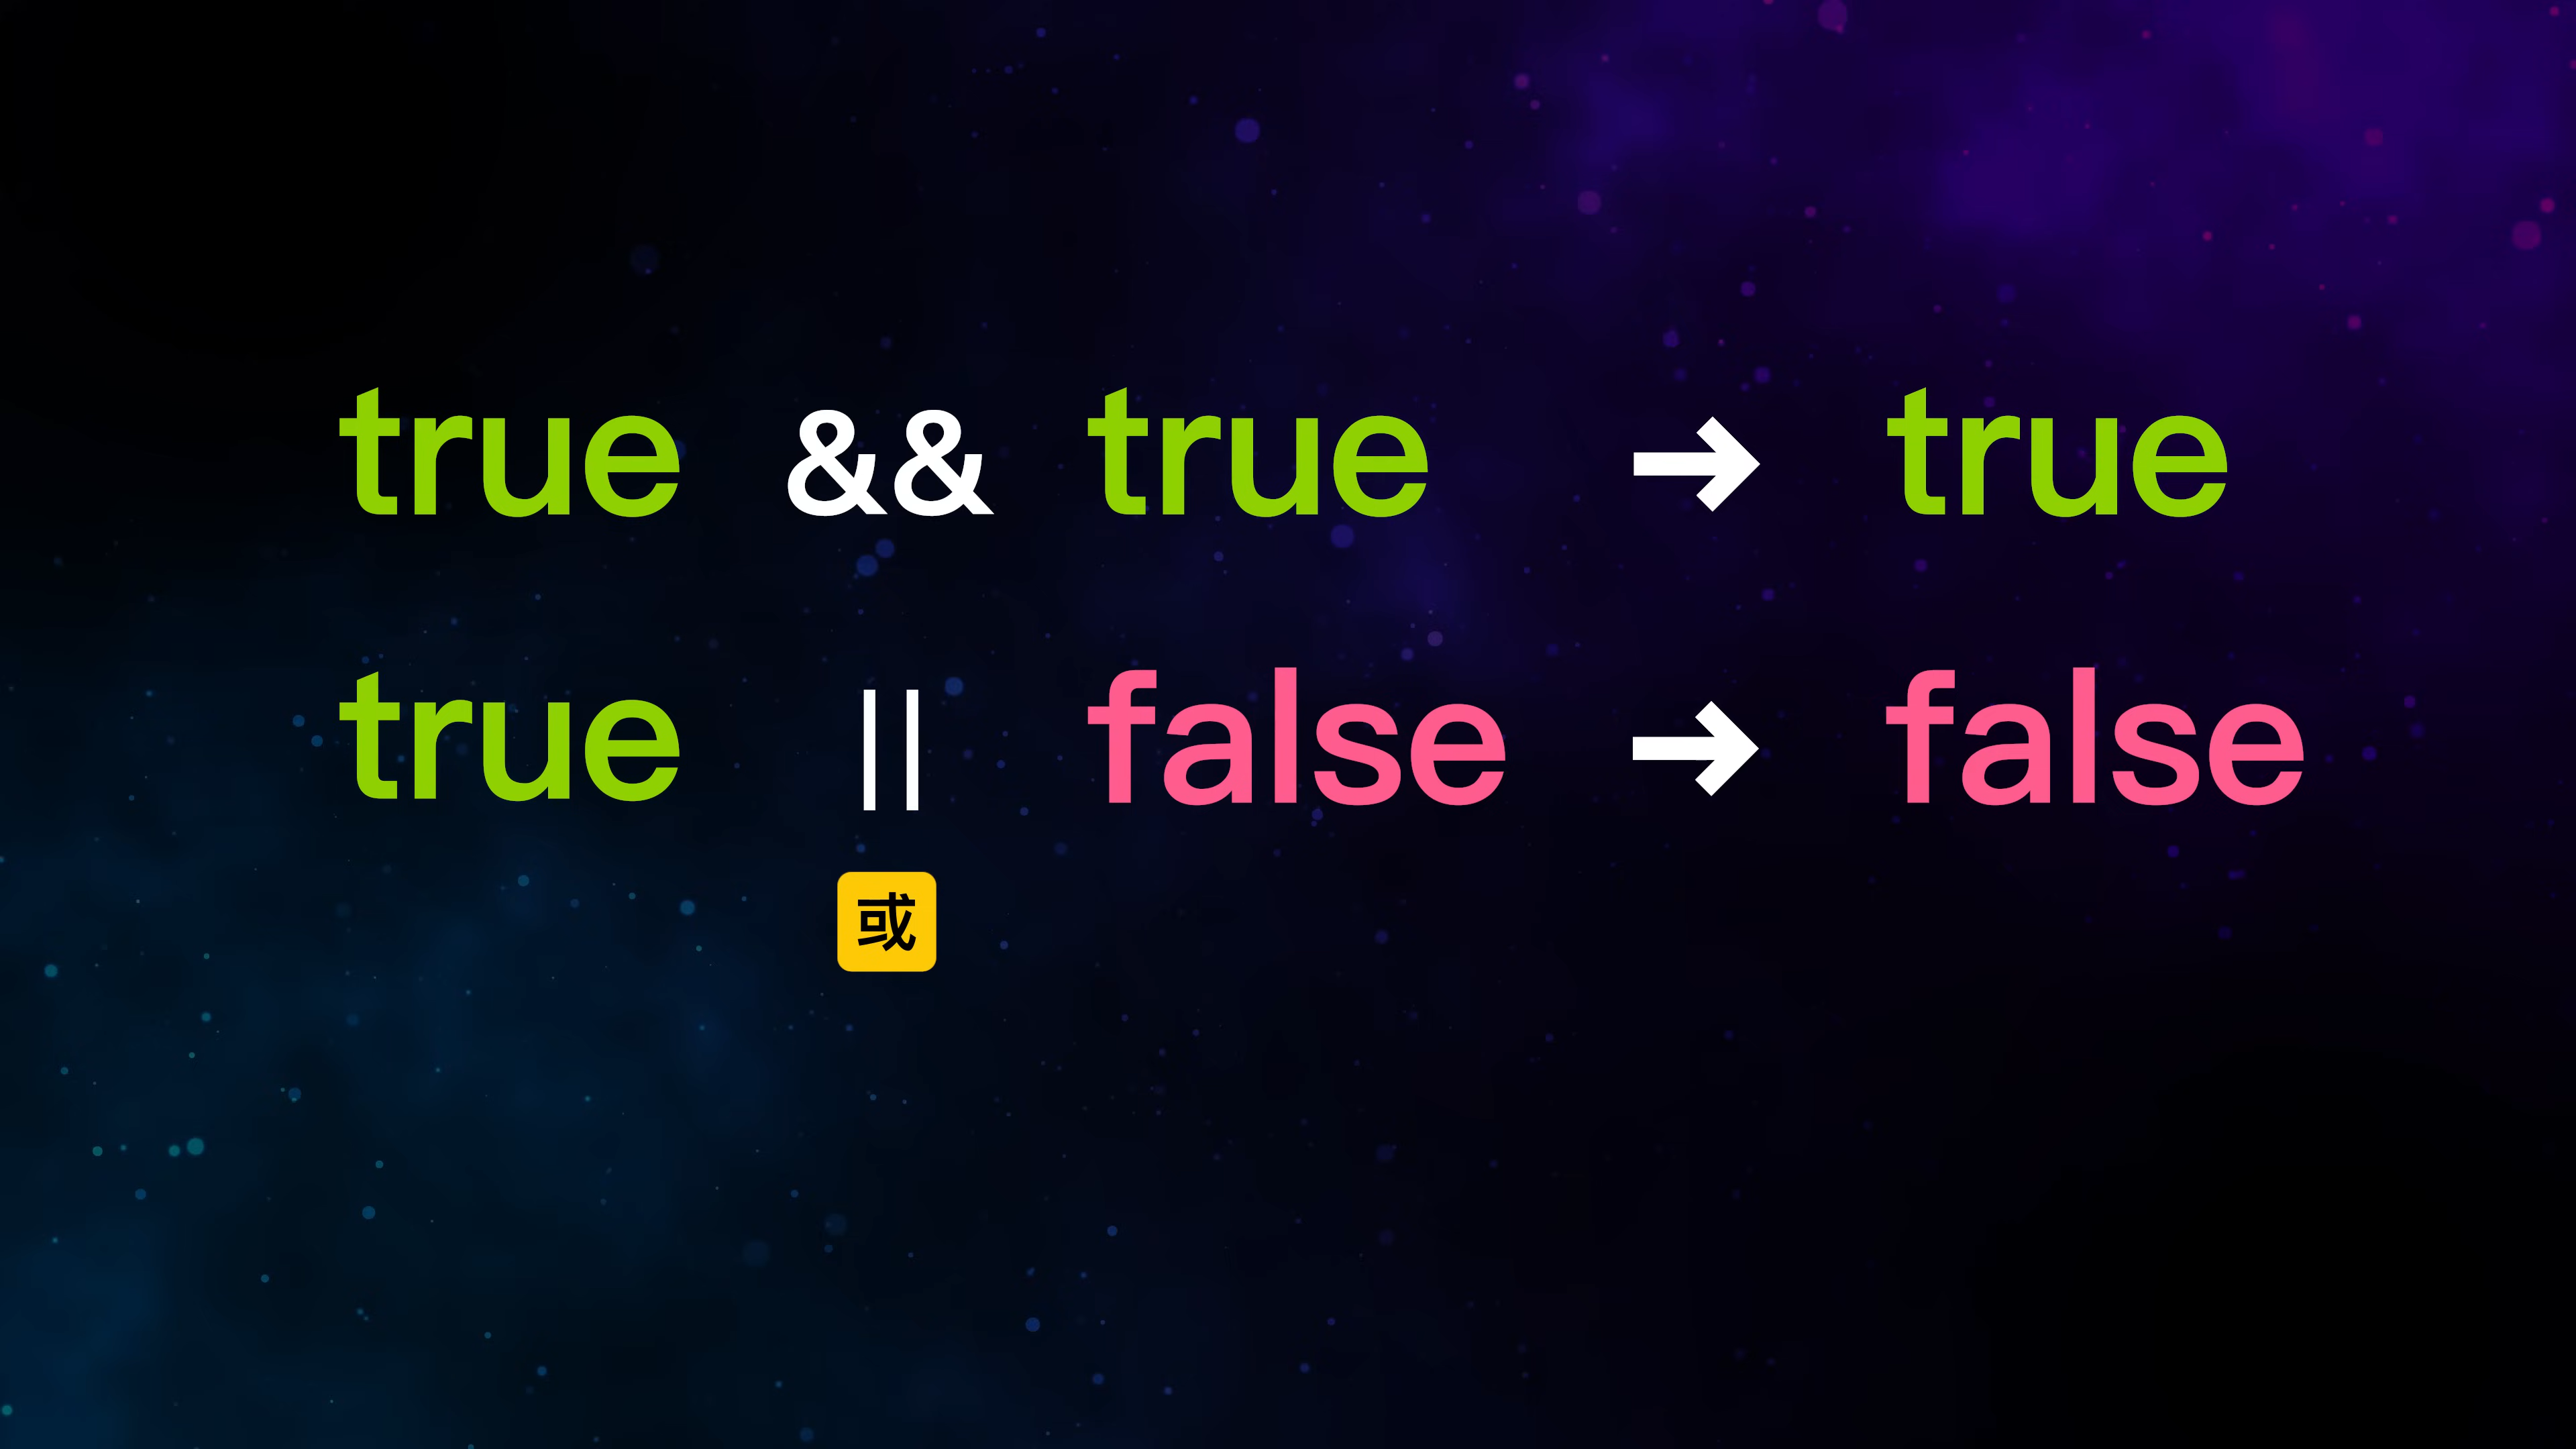 true && true → true
true || false → false
或